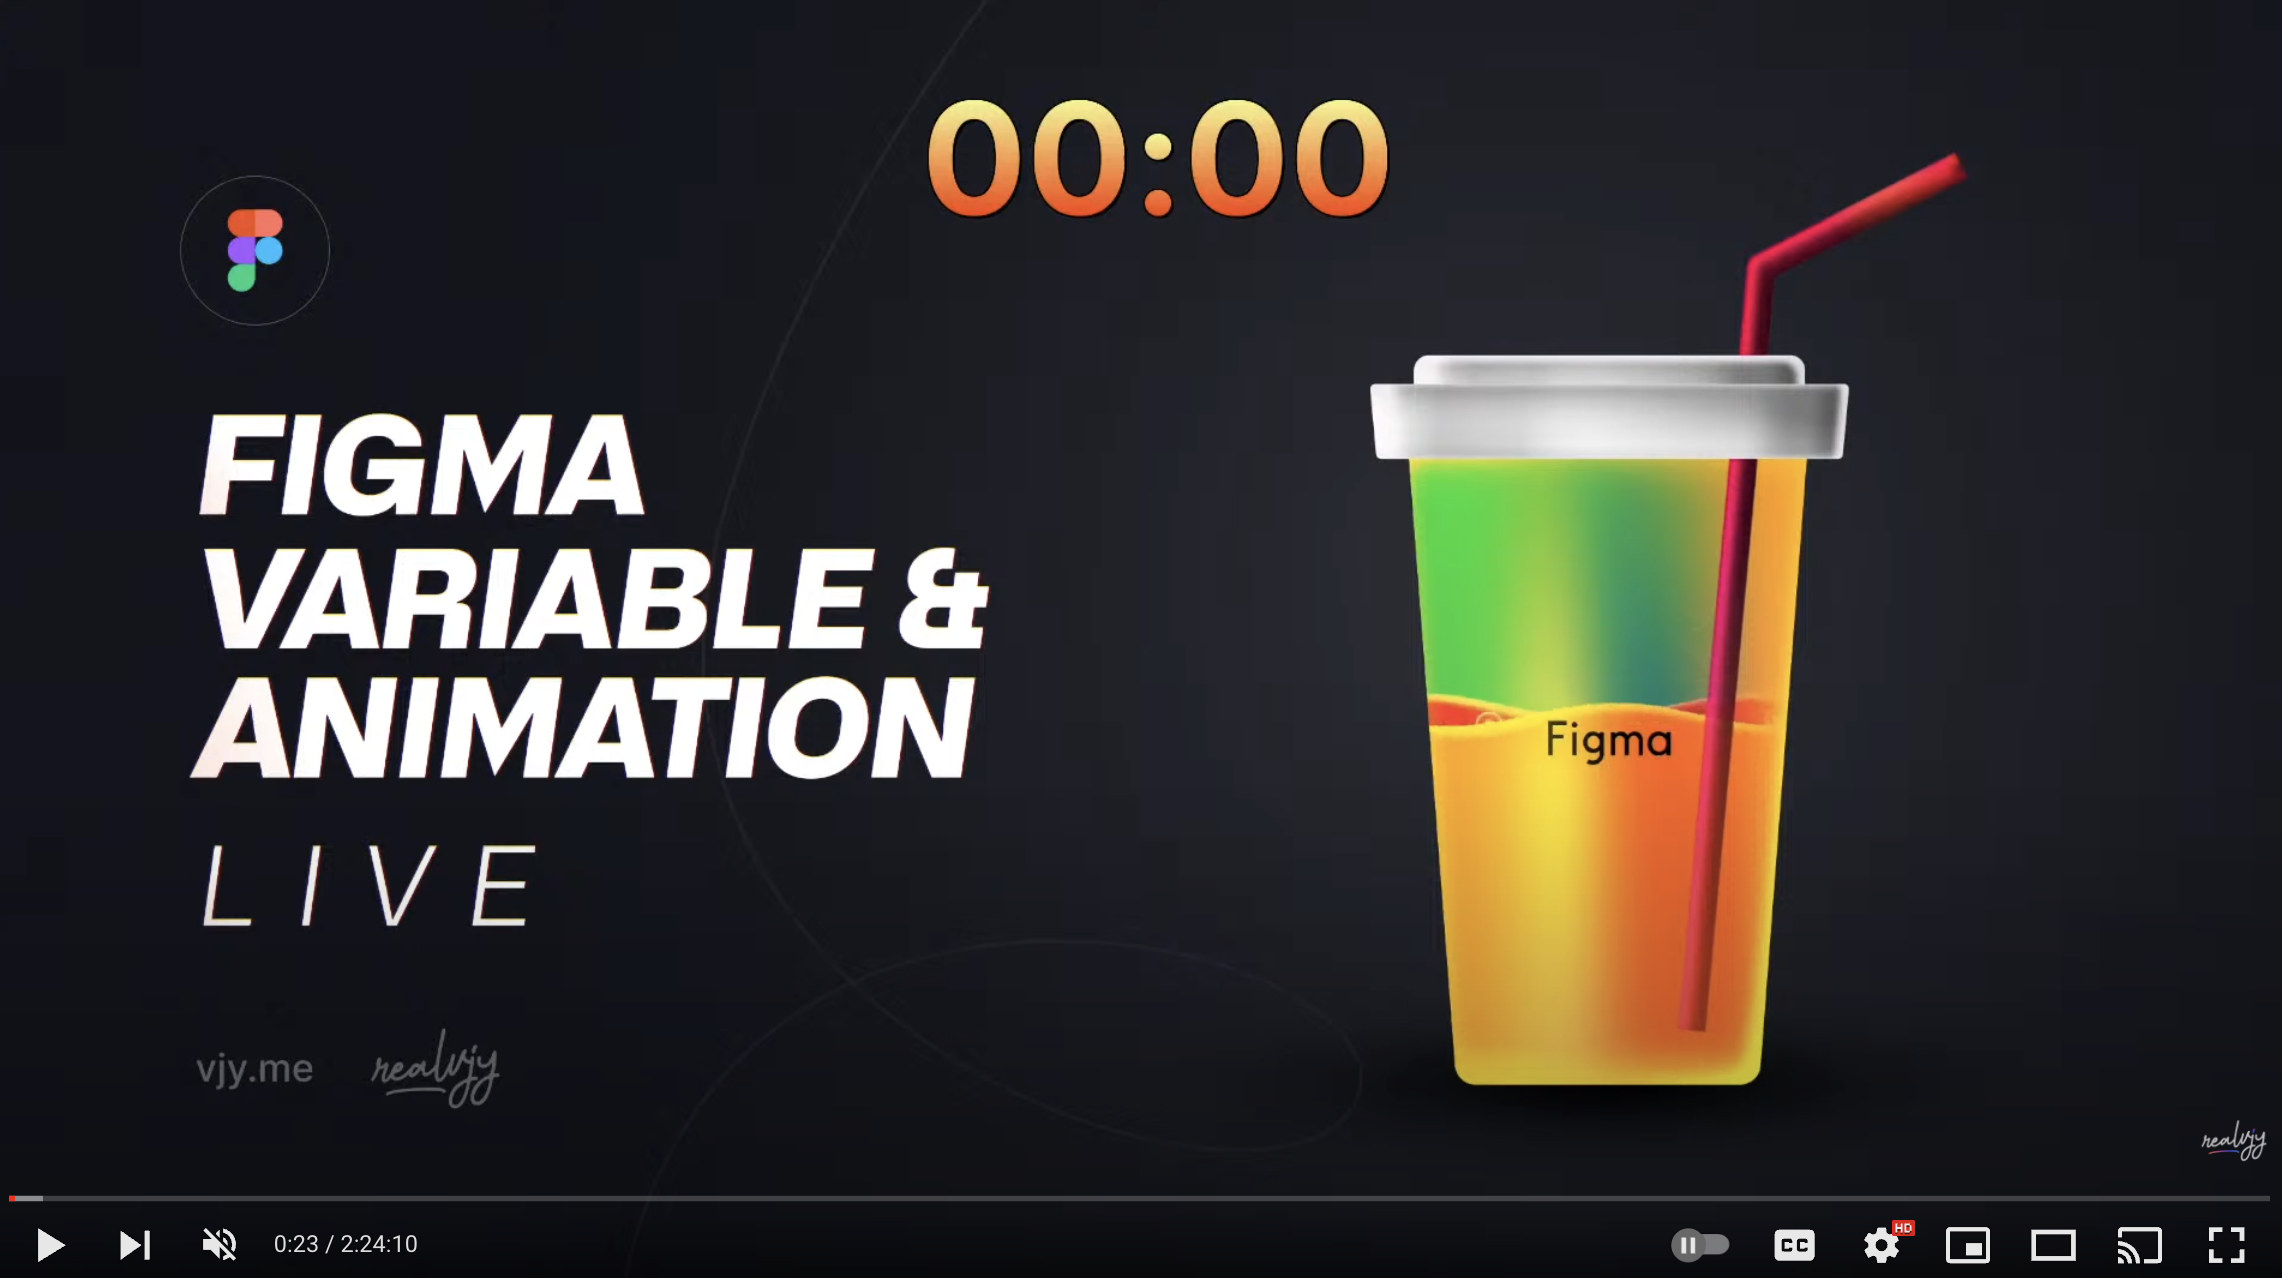 00:00
FIGMA
VARIABLE &
ANIMATION
LIVE
Figma
vjy.me realvjy
realvjy
0:23 / 2:24:10
CC
HD